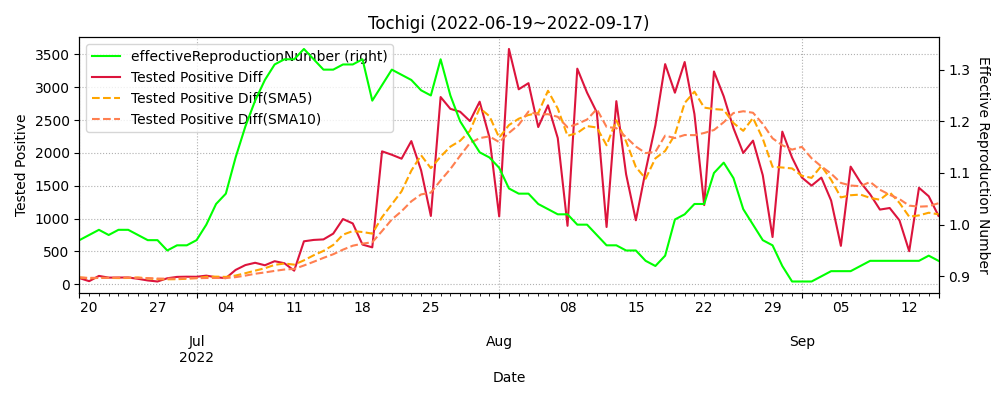 Tochigi (2022-06-19~2022-09-17)
effectiveReproductionNumber (right)
Tested Positive Diff
Tested Positive Diff(SMA5)
Tested Positive Diff(SMA10)
Tested Positive
3500
3000
2500
2000
1500
1000
500
0
Effective Reproduction Number
1.3
1.2
1.1
1.0
0.9
20 27 04 11 18 25 08 15 22 29 05 12
Jul Aug Sep
2022
Date